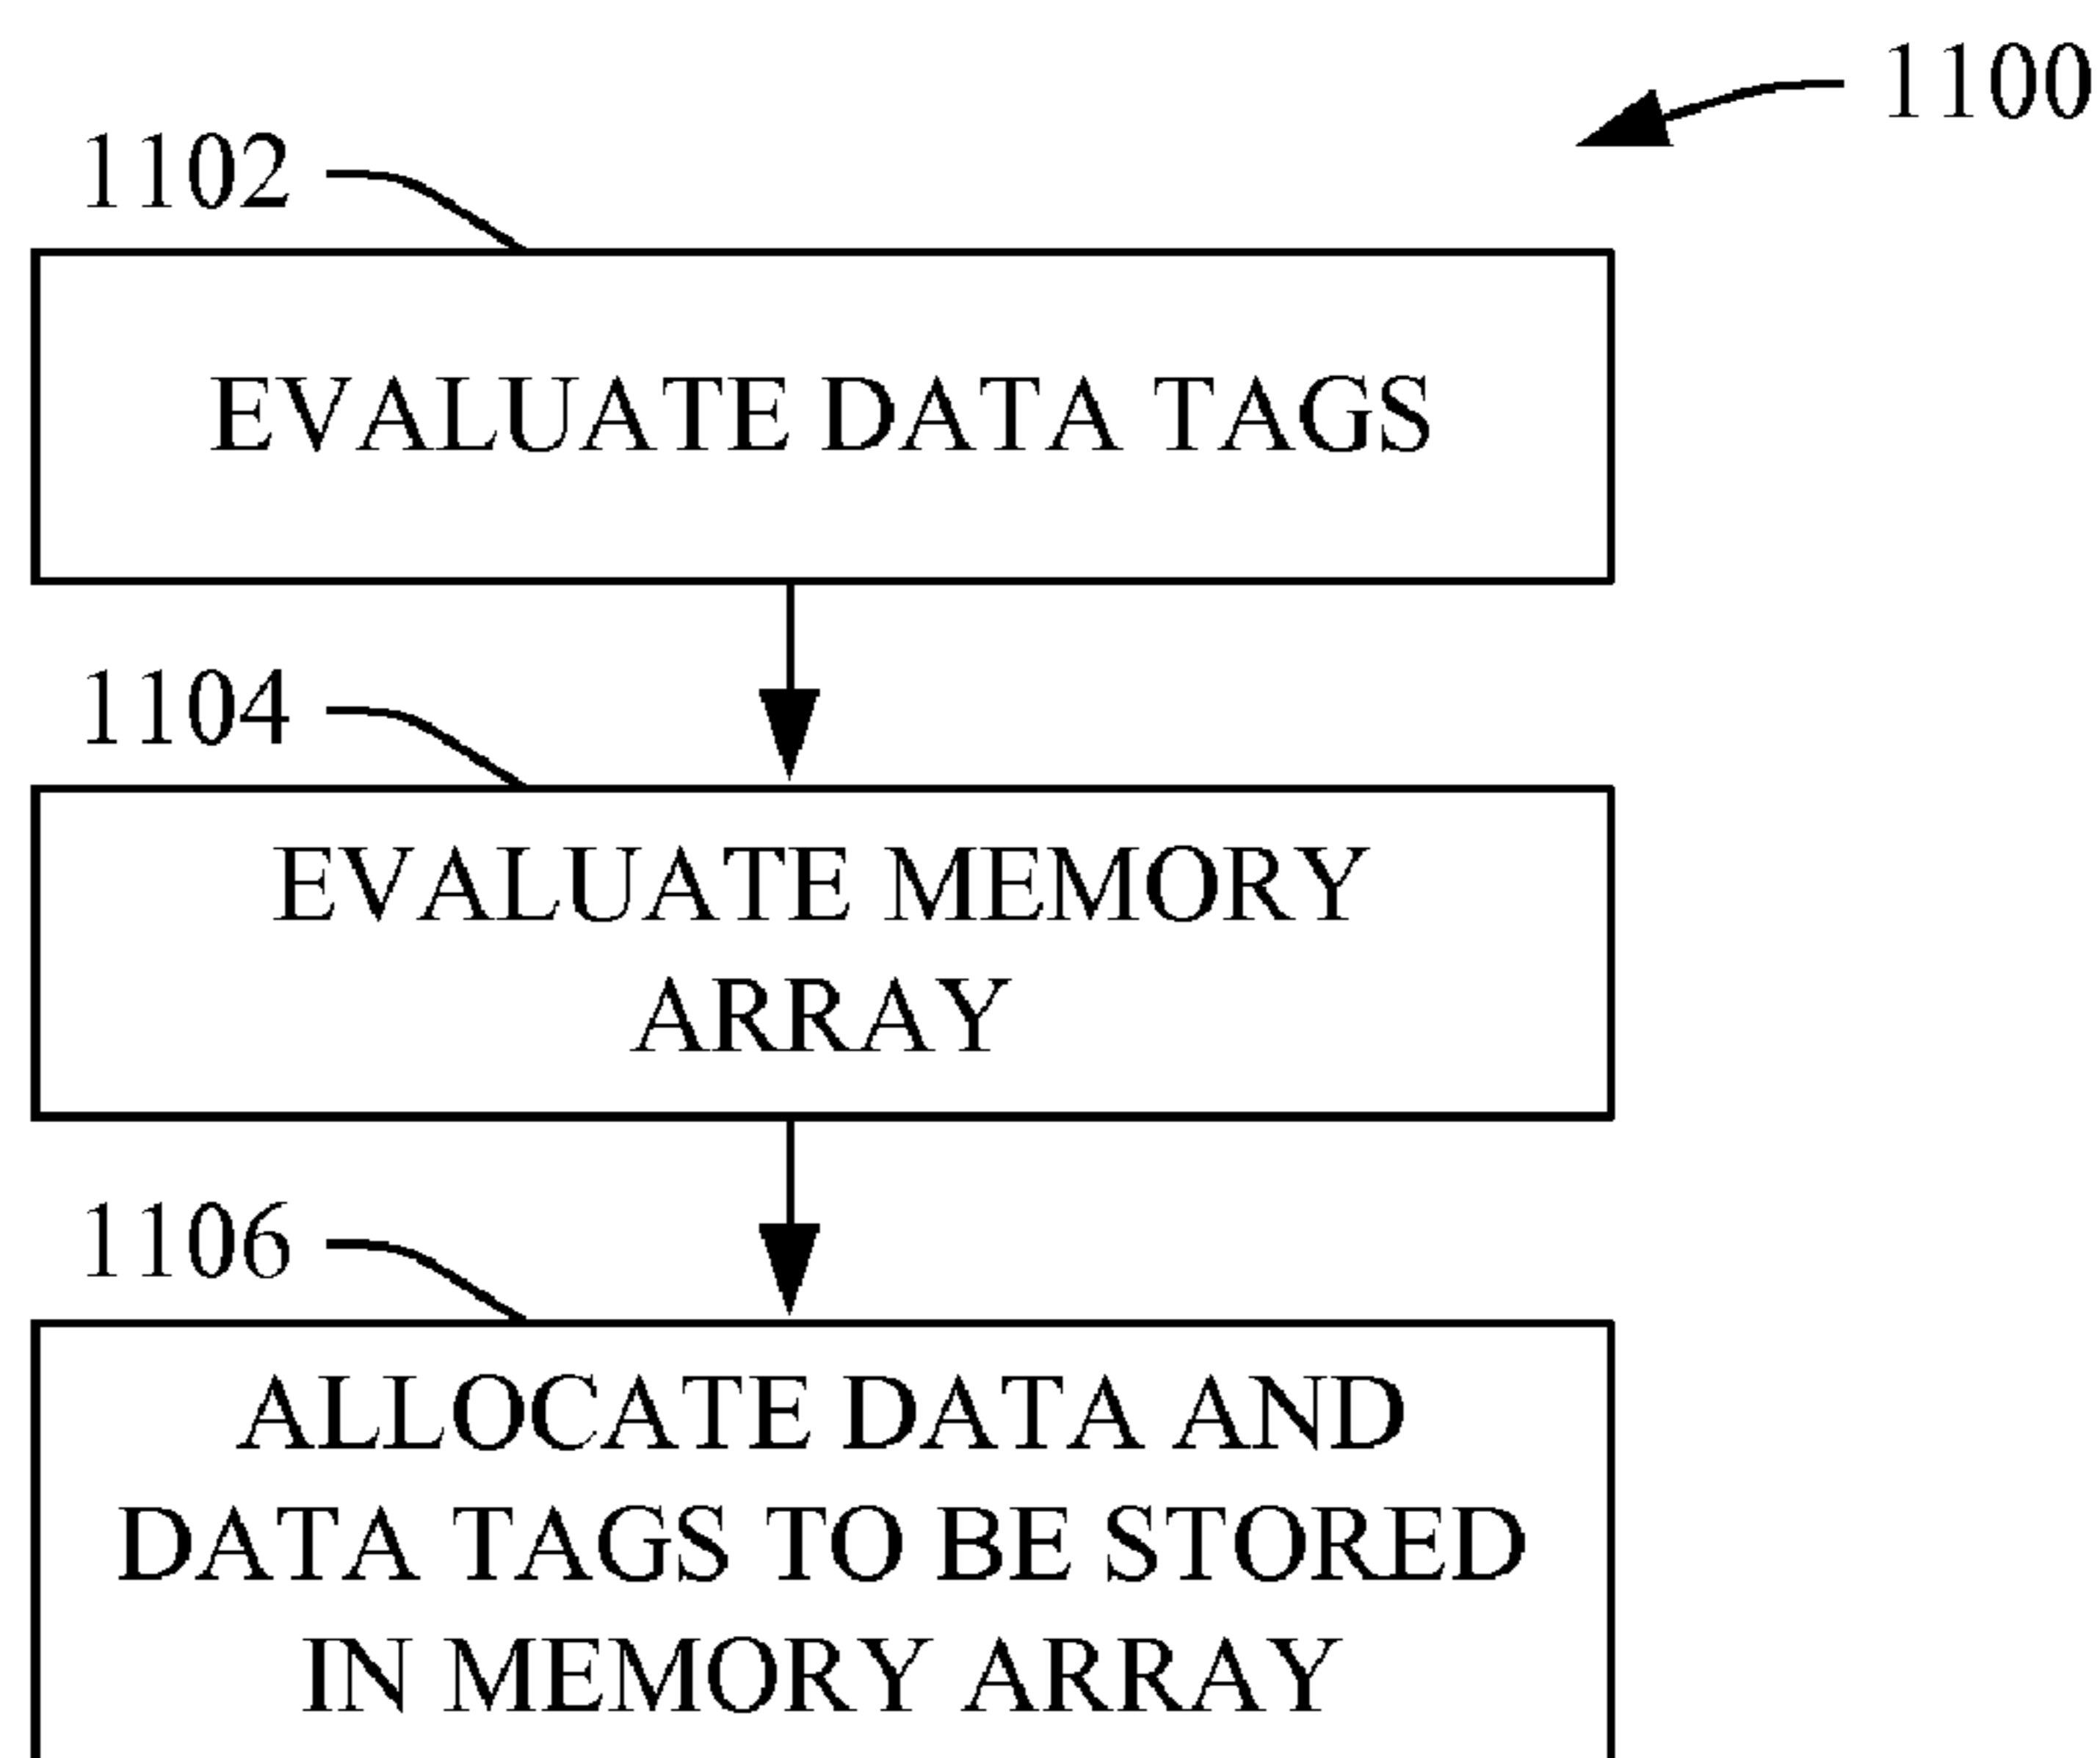 1100
1102
EVALUATE DATA TAGS
1104
EVALUATE MEMORY
ARRAY
1106
ALLOCATE DATA AND
DATA TAGS TO BE STORED
IN MEMORY ARRAY